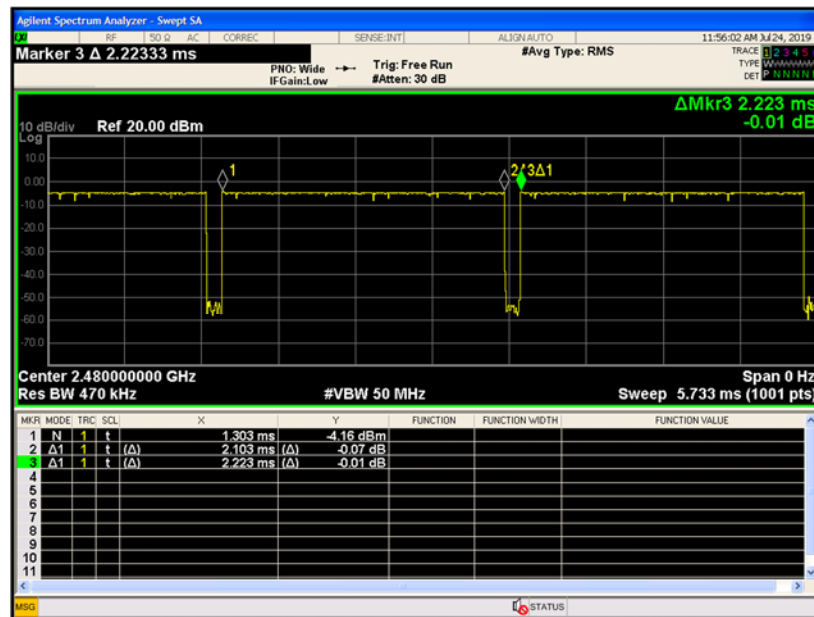 Agilent Spectrum Analyzer - Swept SA
RF 50 Ω AC CORREC SENSE:INT ALIGN AUTO 11:56:02 AM Jul 24, 2019
Marker 3 Δ 2.22333 ms
PNO: Wide
IFGain:Low
Trig: Free Run
#Atten: 30 dB
#Avg Type: RMS
TRACE 1 2 3 4 5
TYPE W
DET P N N N N
ΔMkr3 2.223 ms
-0.01 dB
10 dB/div Ref 20.00 dBm
Log
10.0
0.00
-10.0
-20.0
-30.0
-40.0
-50.0
-60.0
-70.0
1 2 3Δ1
Center 2.480000000 GHz Span 0 Hz
Res BW 470 kHz #VBW 50 MHz Sweep 5.733 ms (1001 pts)
MKR MODE TRC SCL X Y FUNCTION FUNCTION WIDTH FUNCTION VALUE
1 N 1 t 1.303 ms -4.16 dBm
2 Δ1 1 t (Δ) 2.103 ms (Δ) -0.07 dB
3 Δ1 1 t (Δ) 2.223 ms (Δ) -0.01 dB
4
5
6
7
8
9
10
11
MSG STATUS